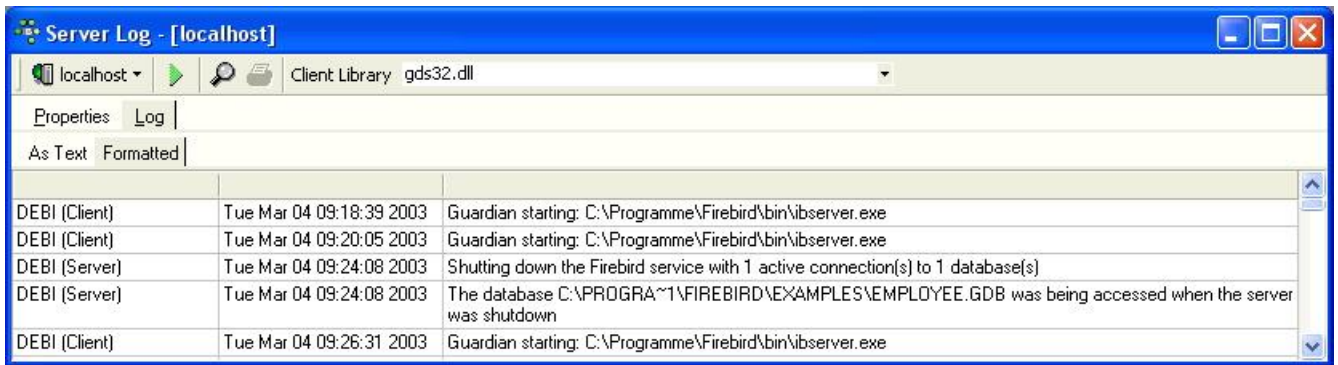 Server Log - [localhost]
localhost Client Library gds32.dll
Properties Log
As Text Formatted
DEBI (Client) Tue Mar 04 09:18:39 2003 Guardian starting: C:\Programme\Firebird\bin\ibserver.exe
DEBI (Client) Tue Mar 04 09:20:05 2003 Guardian starting: C:\Programme\Firebird\bin\ibserver.exe
DEBI (Server) Tue Mar 04 09:24:08 2003 Shutting down the Firebird service with 1 active connection(s) to 1 database(s)
DEBI (Server) Tue Mar 04 09:24:08 2003 The database C:\PROGRA~1\FIREBIRD\EXAMPLES\EMPLOYEE.GDB was being accessed when the server
was shutdown
DEBI (Client) Tue Mar 04 09:26:31 2003 Guardian starting: C:\Programme\Firebird\bin\ibserver.exe